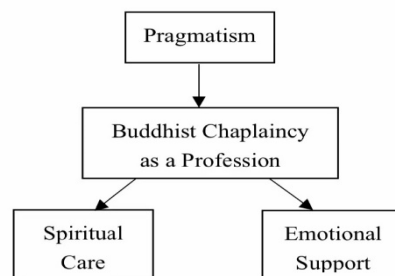 Pragmatism
Buddhist Chaplaincy
as a Profession
Spiritual
Care
Emotional
Support